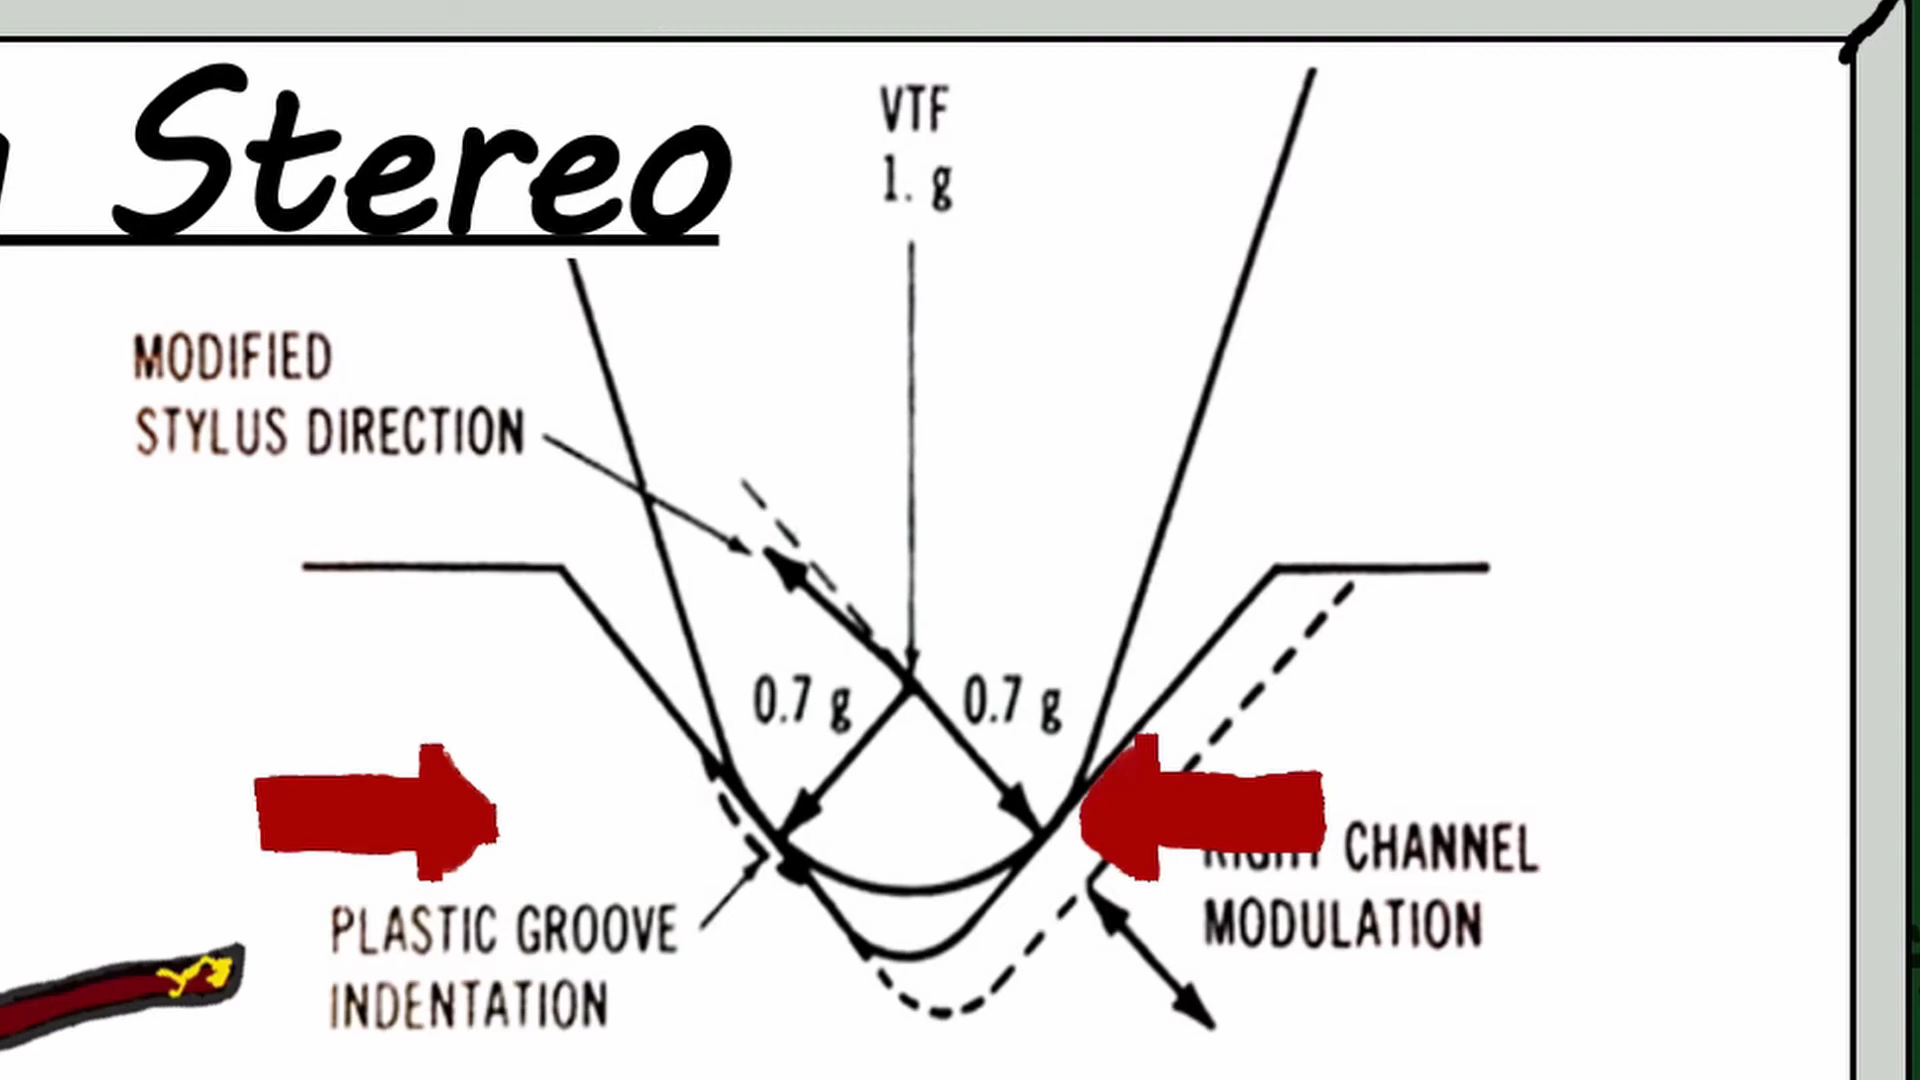 Stereo
VTF
1. g
MODIFIED
STYLUS DIRECTION
0.7 g
0.7 g
CHANNEL
MODULATION
PLASTIC GROOVE
INDENTATION